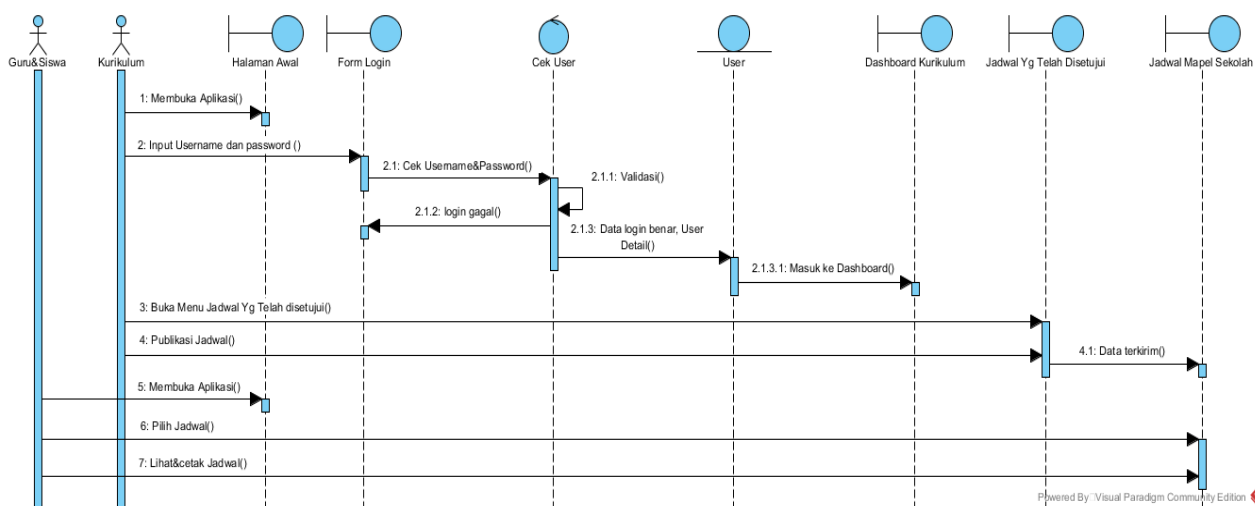 Guru&Siswa
Kurikulum
Halaman Awal
Form Login
Cek User
User
Dashboard Kurikulum
Jadwal Yg Telah Disetujui
Jadwal Mapel Sekolah
1: Membuka Aplikasi()
2: Input Username dan password ()
2.1: Cek Username&Password()
2.1.1: Validasi()
2.1.2: login gagal()
2.1.3: Data login benar, User
Detail()
2.1.3.1: Masuk ke Dashboard()
3: Buka Menu Jadwal Yg Telah disetujui()
4: Publikasi Jadwal()
4.1: Data terkirim()
5: Membuka Aplikasi()
6: Pilih Jadwal()
7: Lihat&cetak Jadwal()
Powered By Visual Paradigm Community Edition